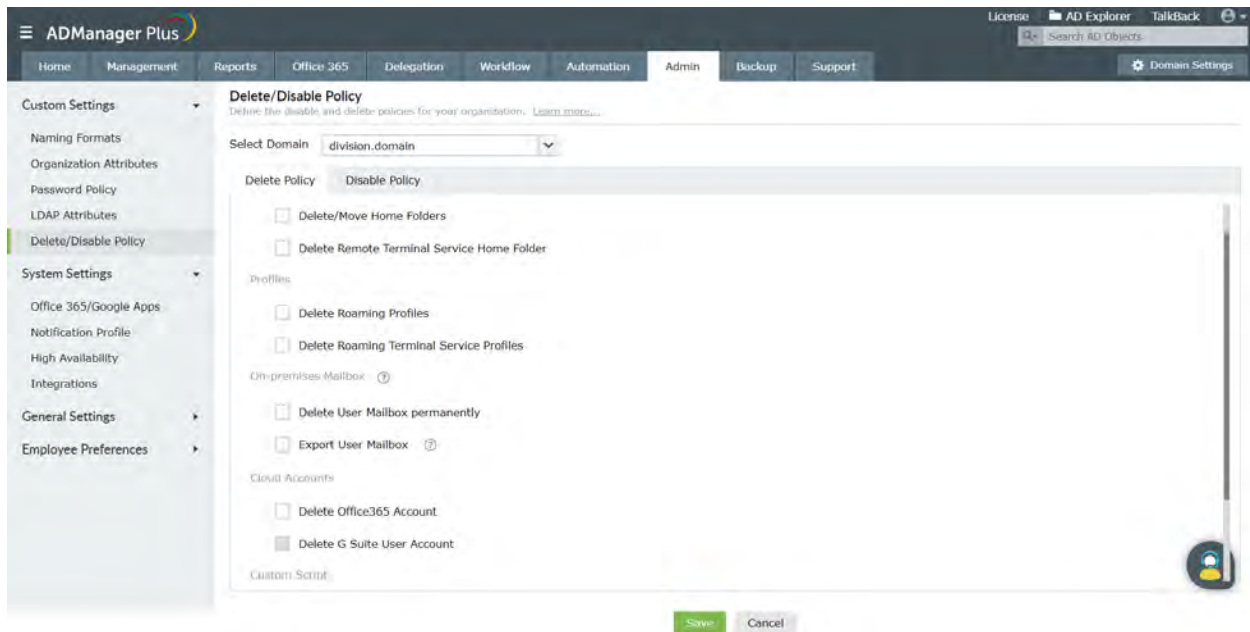 License AD Explorer TalkBack
ADManager Plus
Search AD Objects
Home Management Reports Office 365 Delegation Workflow Automation Admin Backup Support Domain Settings
Custom Settings
Naming Formats
Organization Attributes
Password Policy
LDAP Attributes
Delete/Disable Policy
System Settings
Office 365/Google Apps
Notification Profile
High Availability
Integrations
General Settings
Employee Preferences
Delete/Disable Policy
Define the disable and delete policies for your organization. Learn more...
Select Domain division.domain
Delete Policy Disable Policy
Delete/Move Home Folders
Delete Remote Terminal Service Home Folder
Profiles
Delete Roaming Profiles
Delete Roaming Terminal Service Profiles
On-premises Mailbox ?
Delete User Mailbox permanently
Export User Mailbox ?
Cloud Accounts
Delete Office365 Account
Delete G Suite User Account
Custom Script
Save Cancel